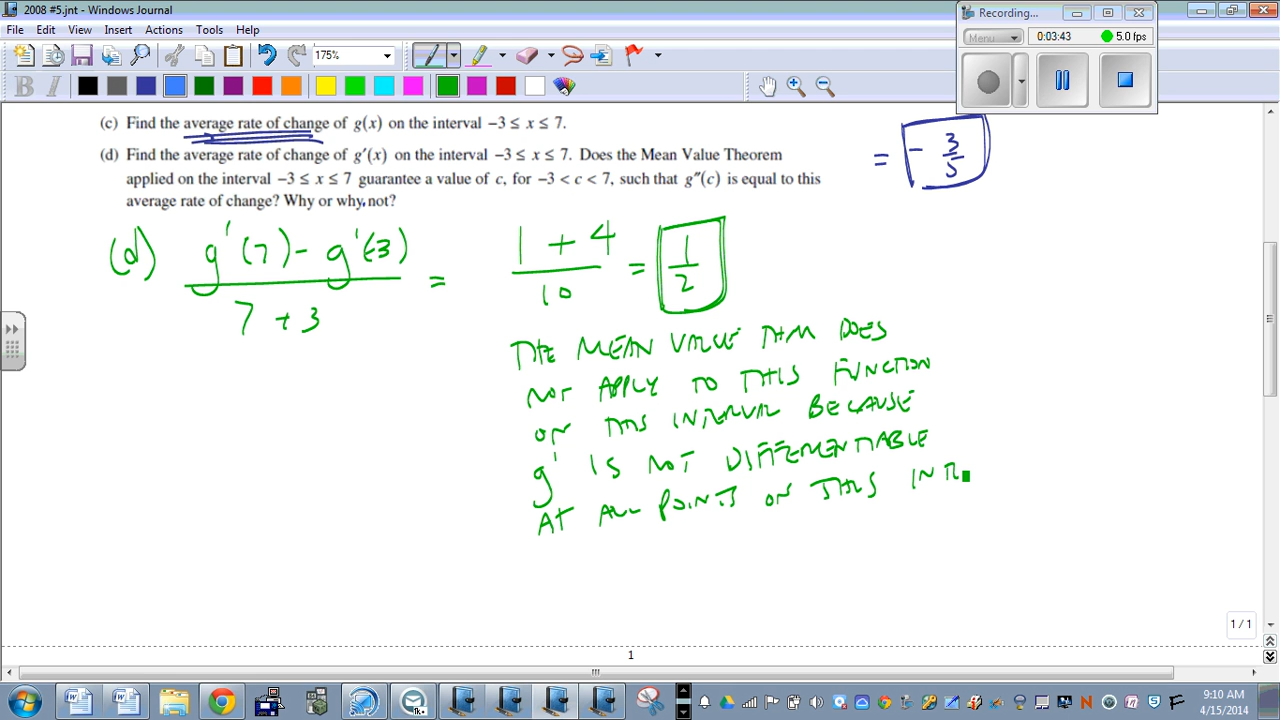 2008 #5.jnt - Windows Journal
Recording...
File Edit View Insert Actions Tools Help
Menu 0:03:43 5.0 fps
175%
(c) Find the average rate of change of g(x) on the interval −3 ≤ x ≤ 7.
= - 3/5
(d) Find the average rate of change of g′(x) on the interval −3 ≤ x ≤ 7. Does the Mean Value Theorem
applied on the interval −3 ≤ x ≤ 7 guarantee a value of c, for −3 < c < 7, such that g″(c) is equal to this
average rate of change? Why or why not?
(d) g'(7) - g'(-3) / 7 + 3 = 1 + 4 / 10 = 1/2
THE MEAN VALUE THM DOES
NOT APPLY TO THIS FUNCTION
ON THIS INTERVAL BECAUSE
g' IS NOT DIFFERENTIABLE
AT ALL POINTS ON THIS INT
1 / 1
1
9:10 AM
4/15/2014